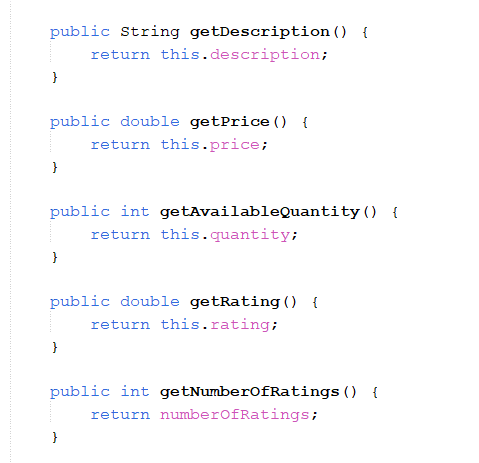 public String getDescription() {
    return this.description;
}
public double getPrice() {
    return this.price;
}
public int getAvailableQuantity() {
    return this.quantity;
}
public double getRating() {
    return this.rating;
}
public int getNumberOfRatings() {
    return numberOfRatings;
}